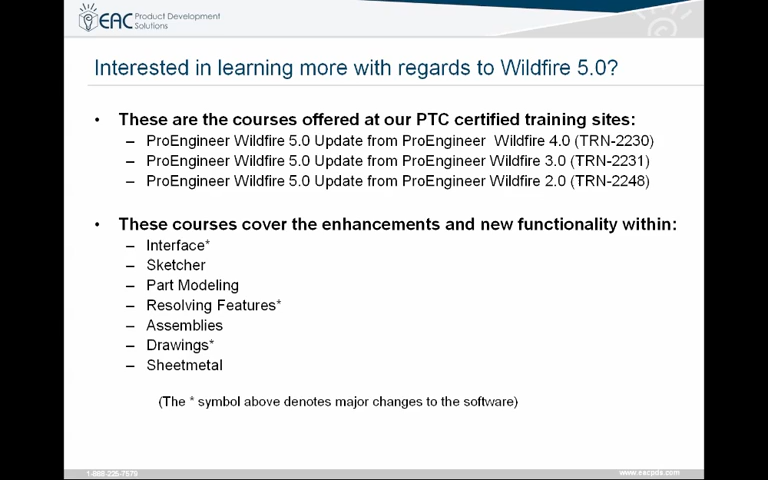 EAC Product Development
Solutions
Interested in learning more with regards to Wildfire 5.0?
• These are the courses offered at our PTC certified training sites:
– ProEngineer Wildfire 5.0 Update from ProEngineer Wildfire 4.0 (TRN-2230)
– ProEngineer Wildfire 5.0 Update from ProEngineer Wildfire 3.0 (TRN-2231)
– ProEngineer Wildfire 5.0 Update from ProEngineer Wildfire 2.0 (TRN-2248)
• These courses cover the enhancements and new functionality within:
– Interface*
– Sketcher
– Part Modeling
– Resolving Features*
– Assemblies
– Drawings*
– Sheetmetal
(The * symbol above denotes major changes to the software)
1-888-225-7579 www.eacpds.com